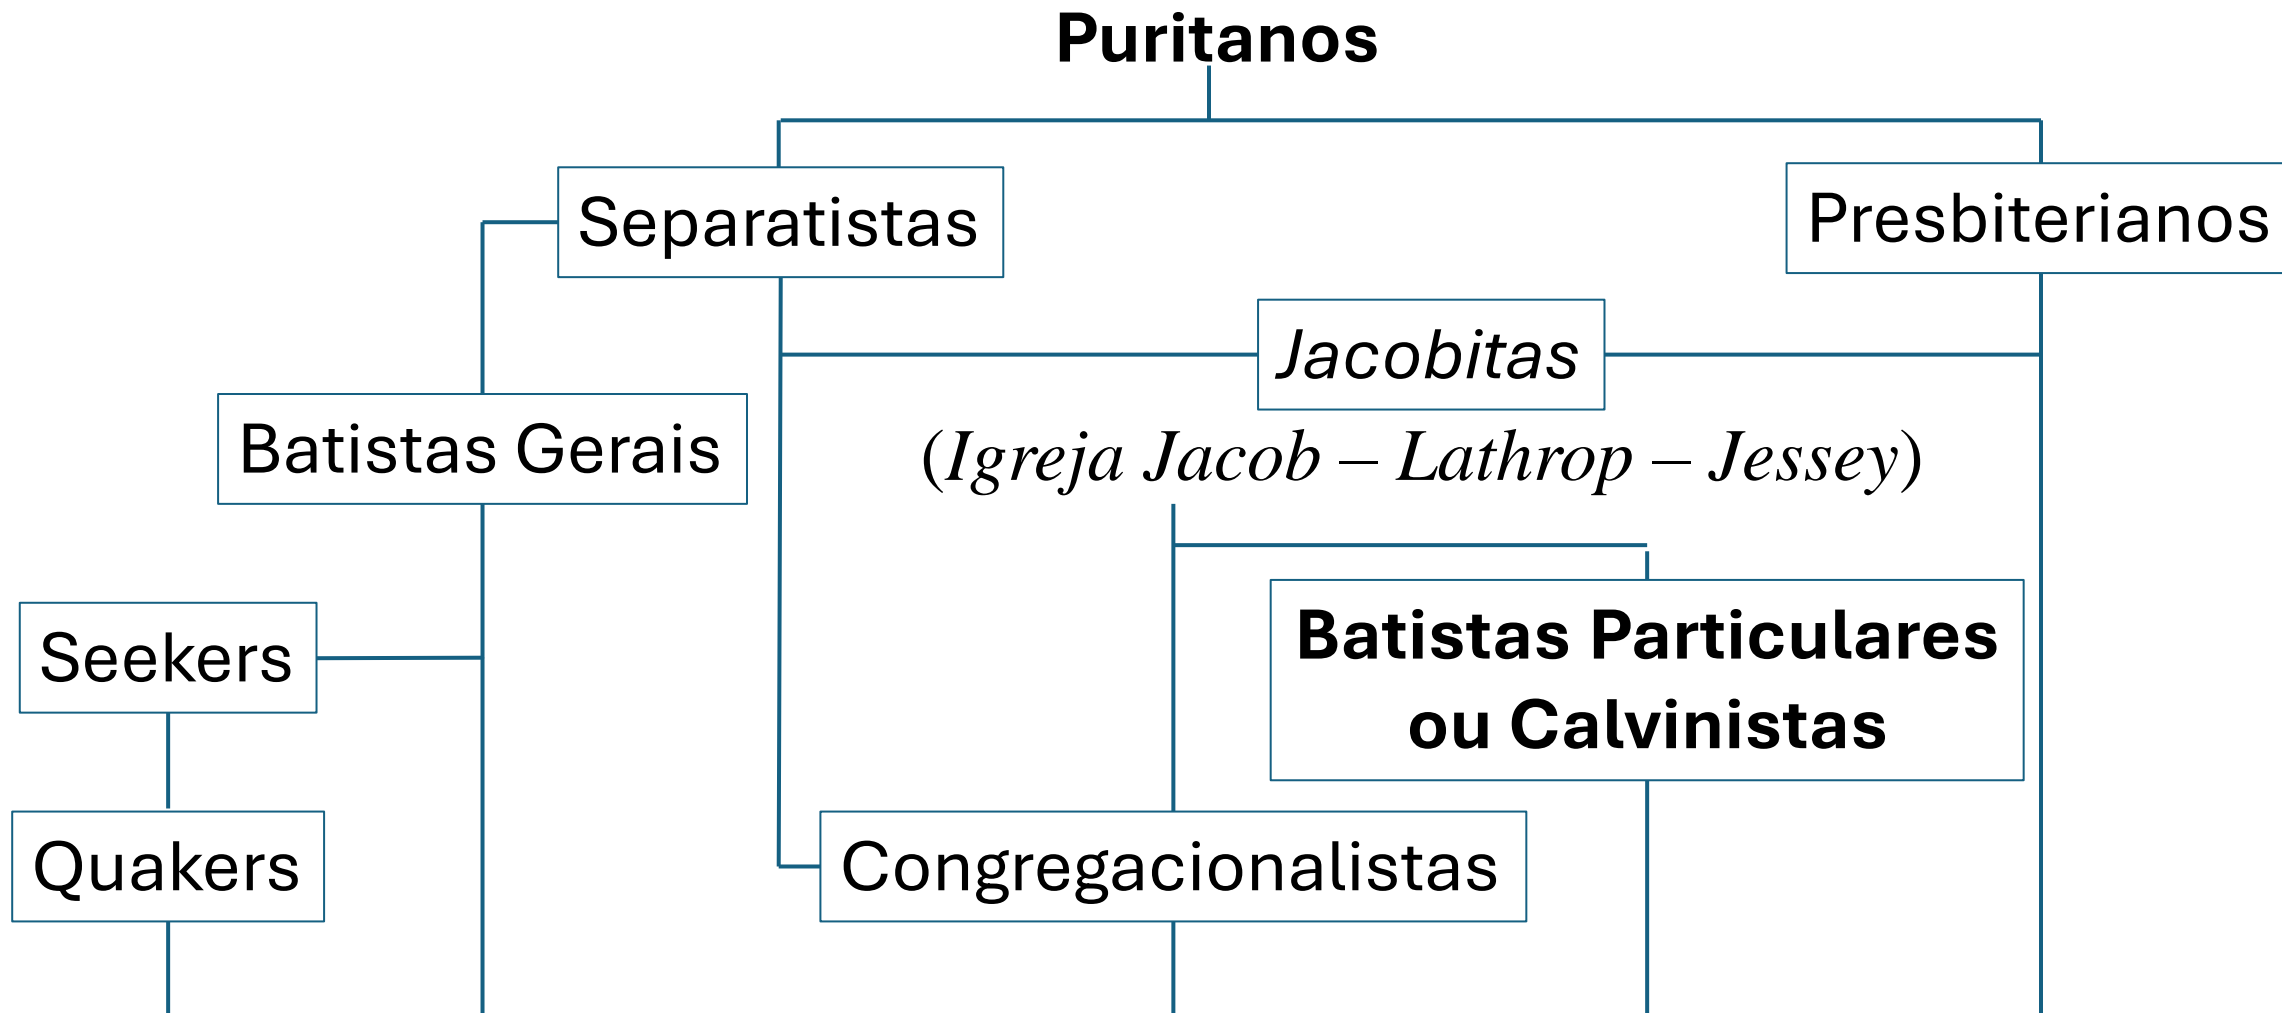 Puritanos
Separatistas
Presbiterianos
Jacobitas
Batistas Gerais
(Igreja Jacob – Lathrop – Jessey)
Seekers
Batistas Particulares
ou Calvinistas
Quakers
Congregacionalistas